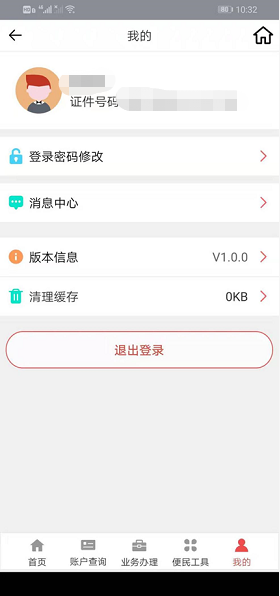 10:32
我的
证件号码
登录密码修改
消息中心
版本信息 V1.0.0
清理缓存 0KB
退出登录
首页 账户查询 业务办理 便民工具 我的